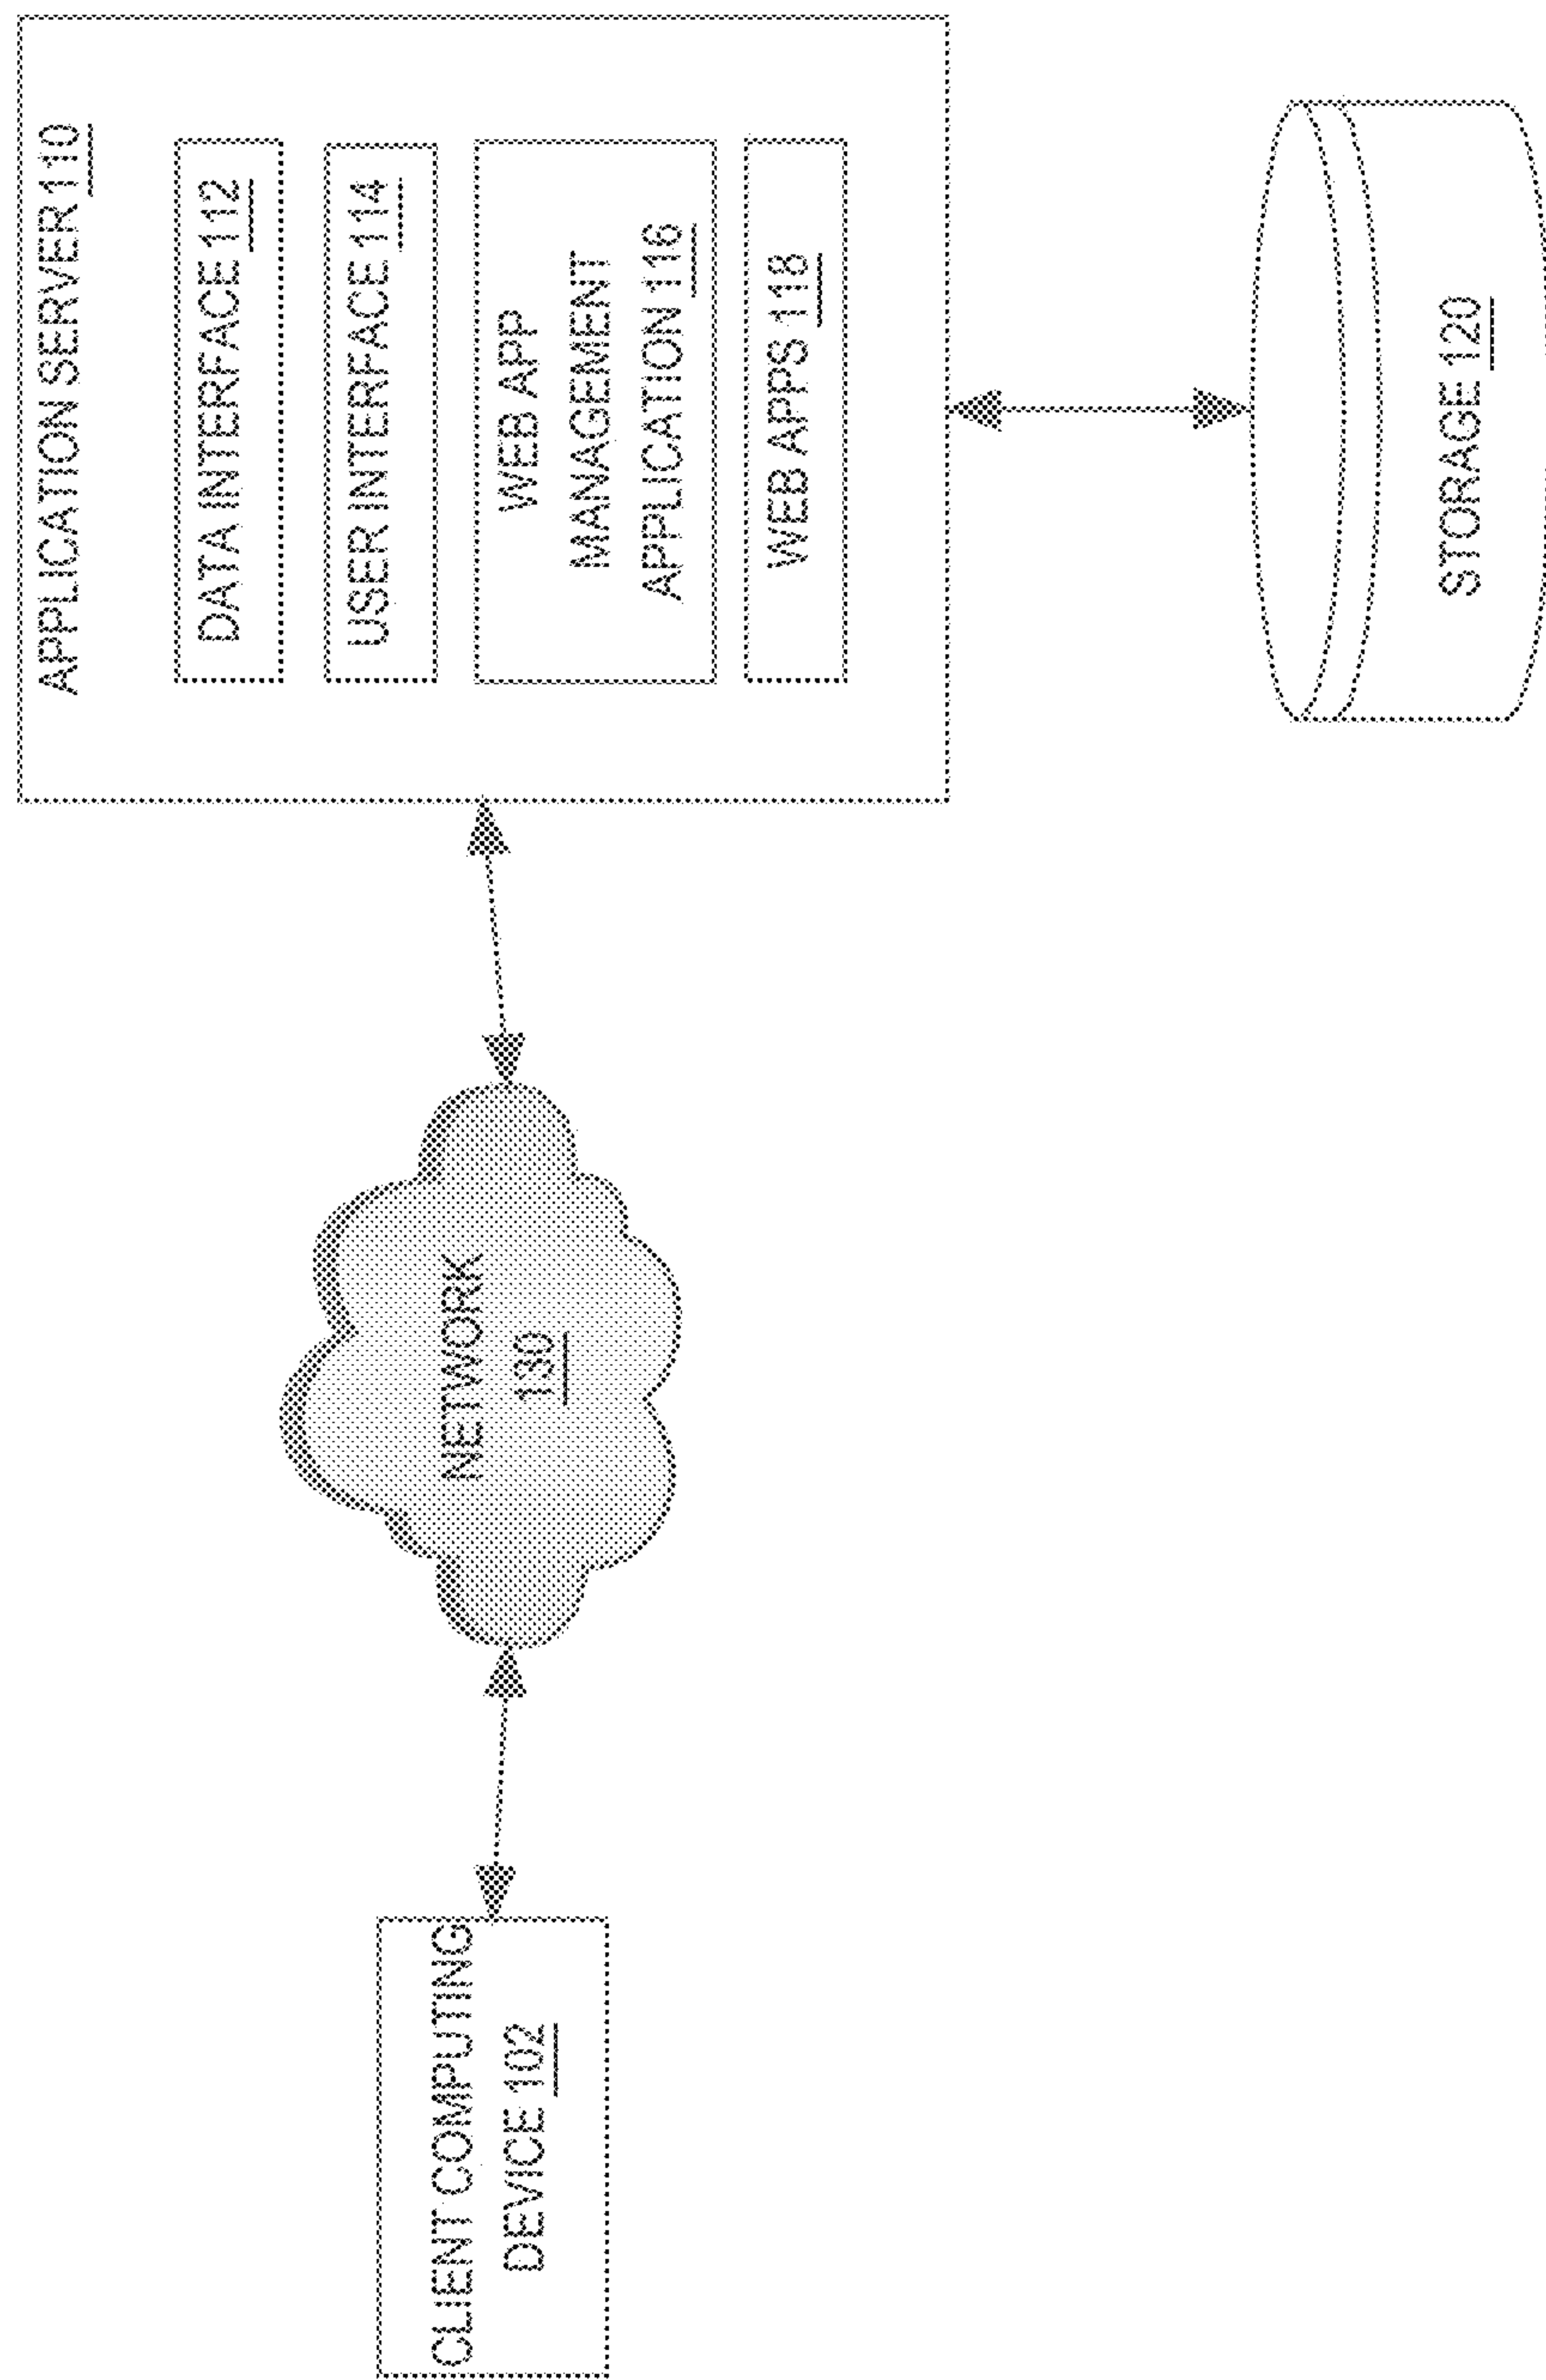 APPLICATION SERVER 110
DATA INTERFACE 112
USER INTERFACE 114
WEB APP
MANAGEMENT
APPLICATION 116
WEB APPS 118
CLIENT COMPUTING
DEVICE 102
NETWORK
130
STORAGE 120